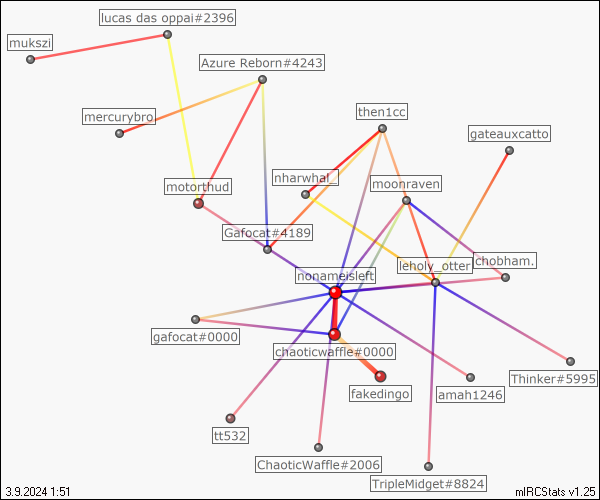 lucas das oppai#2396
mukszi
Azure Reborn#4243
mercurybro
then1cc
gateauxcatto
nharwhal_
moonraven
motorthud
Gafocat#4189
leholy_otter
chobham.
nonameisleft
gafocat#0000
chaoticwaffle#0000
Thinker#5995
fakedingo
amah1246
tt532
ChaoticWaffle#2006
TripleMidget#8824
3.9.2024 1:51
mIRCStats v1.25